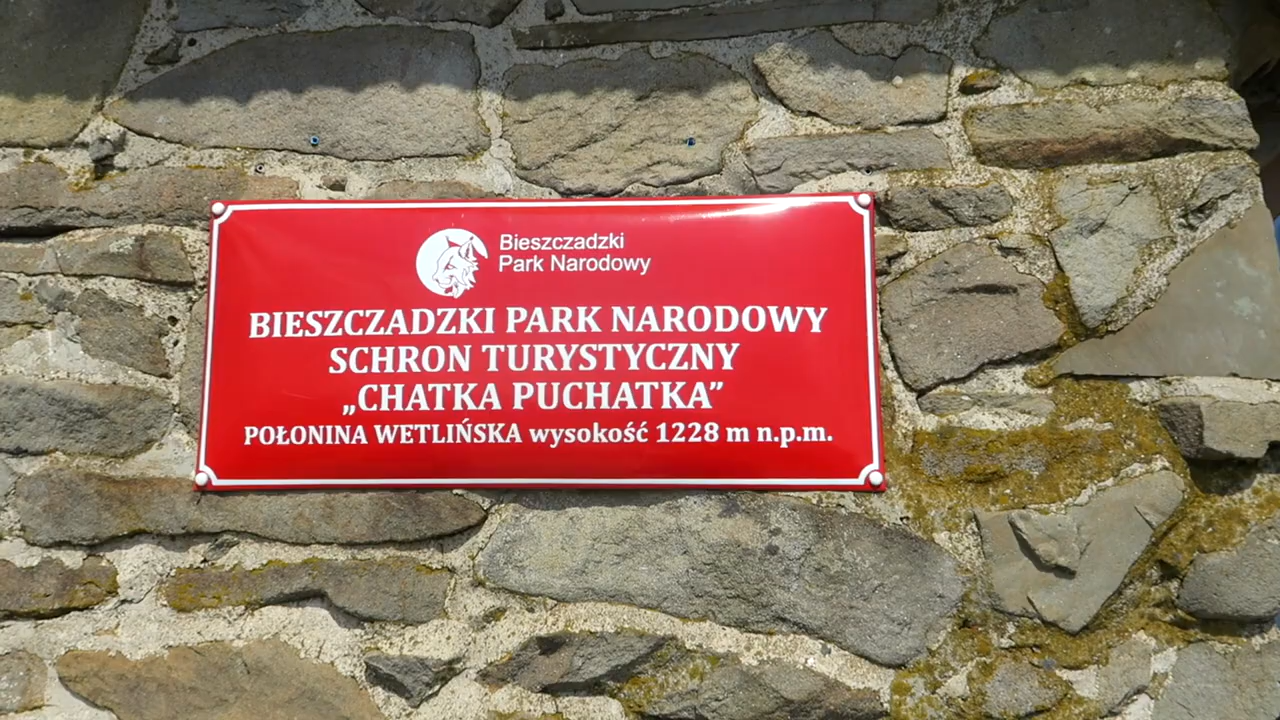 Bieszczadzki
Park Narodowy
BIESZCZADZKI PARK NARODOWY
SCHRON TURYSTYCZNY
„CHATKA PUCHATKA”
POŁONINA WETLIŃSKA wysokość 1228 m n.p.m.